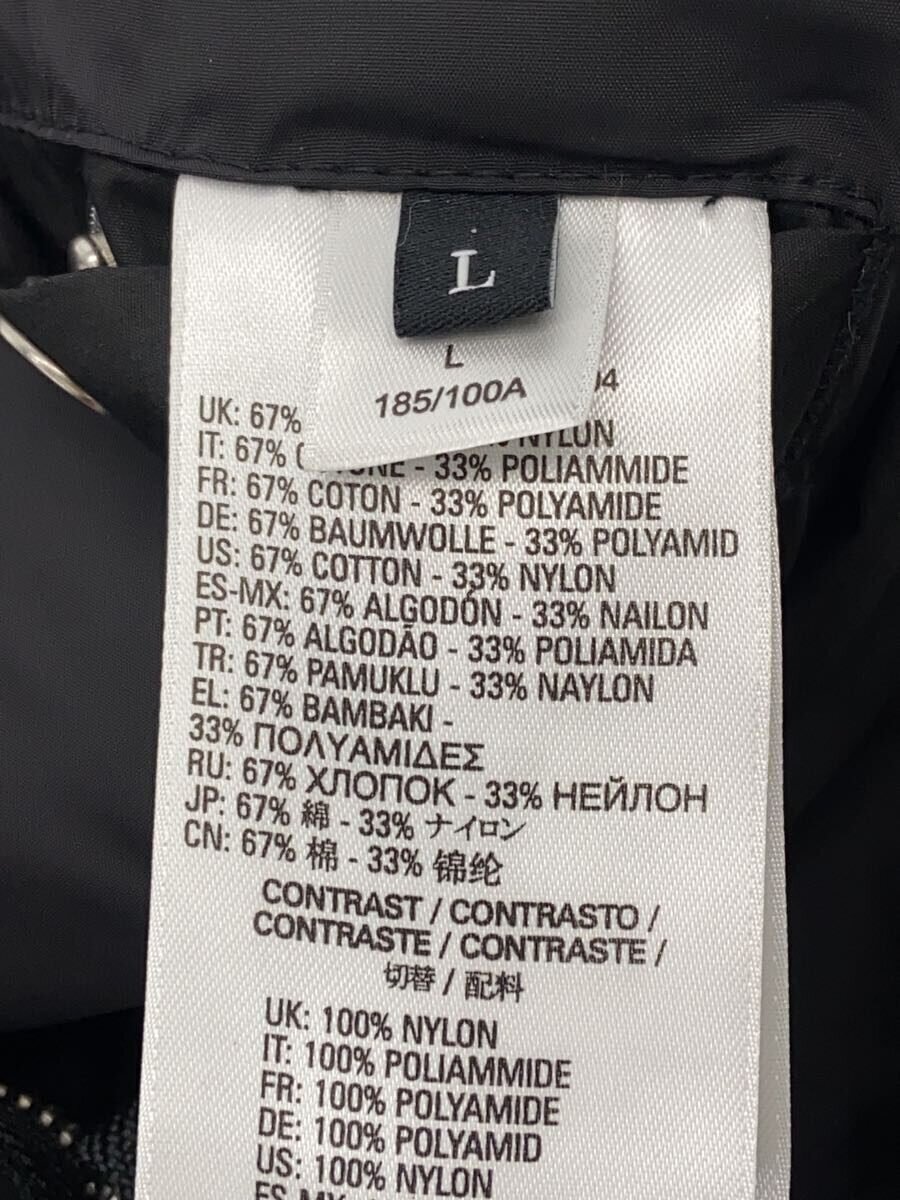 L
L
185/100A
04
UK: 67% NYLON
IT: 67% - 33% POLIAMMIDE
FR: 67% COTON - 33% POLYAMIDE
DE: 67% BAUMWOLLE - 33% POLYAMID
US: 67% COTTON - 33% NYLON
ES-MX: 67% ALGODÓN - 33% NAILON
PT: 67% ALGODÃO - 33% POLIAMIDA
TR: 67% PAMUKLU - 33% NAYLON
EL: 67% BAMBAKI -
33% ΠΟΛΥΑΜΙΔΕΣ
RU: 67% ХЛОПОК - 33% НЕЙЛОН
JP: 67% 綿 - 33% ナイロン
CN: 67% 棉 - 33% 锦纶
CONTRAST / CONTRASTO /
CONTRASTE / CONTRASTE /
切替 / 配料
UK: 100% NYLON
IT: 100% POLIAMMIDE
FR: 100% POLYAMIDE
DE: 100% POLYAMID
US: 100% NYLON